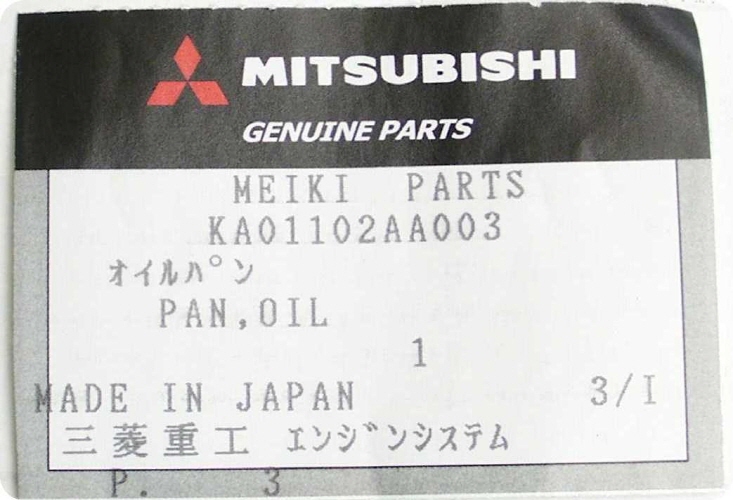 MITSUBISHI
GENUINE PARTS
MEIKI PARTS
KA01102AA003
オイルパン
PAN,OIL
1
MADE IN JAPAN 3/I
三菱重工 エンジンシステム
P. 3